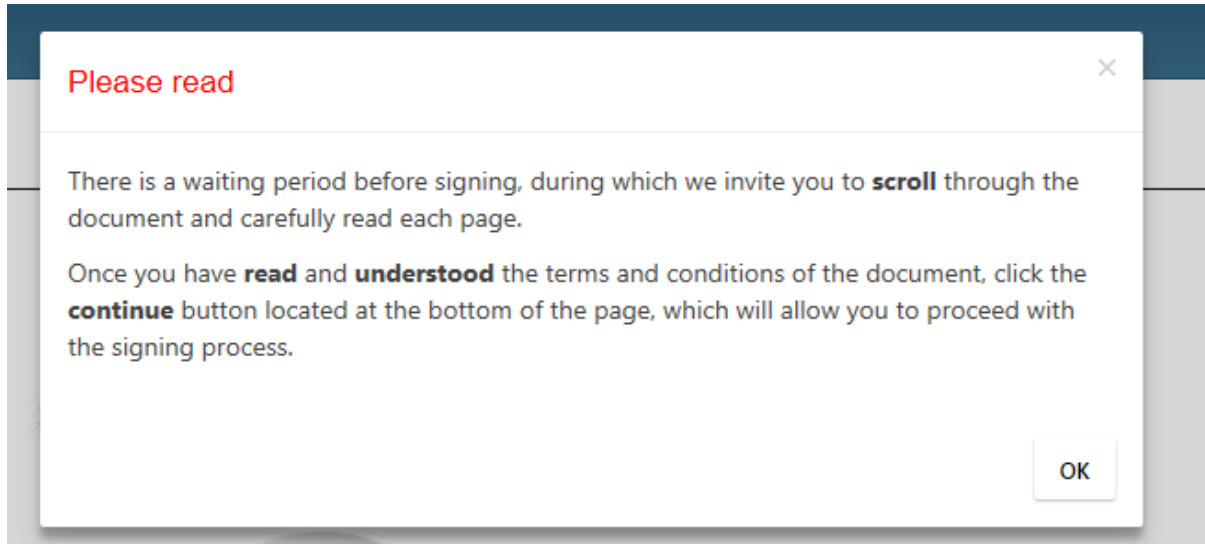 Please read
×
There is a waiting period before signing, during which we invite you to scroll through the
document and carefully read each page.
Once you have read and understood the terms and conditions of the document, click the
continue button located at the bottom of the page, which will allow you to proceed with
the signing process.
OK